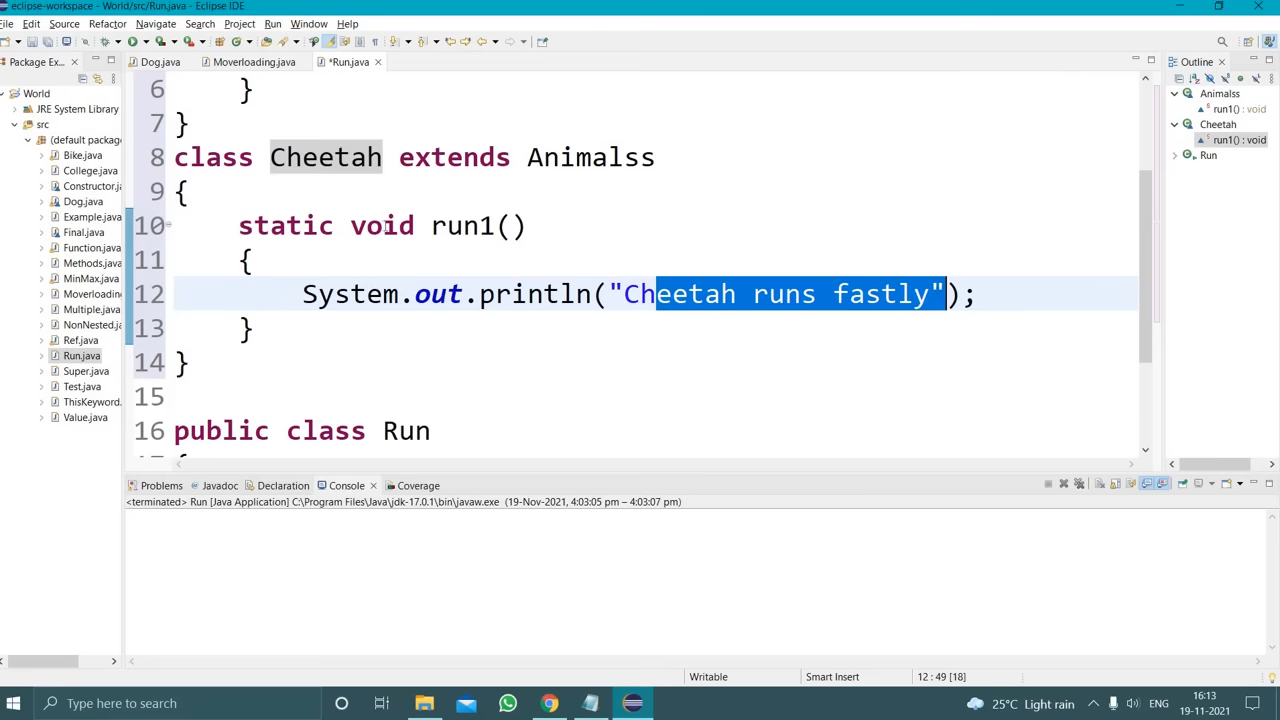 eclipse-workspace - World/src/Run.java - Eclipse IDE
File Edit Source Refactor Navigate Search Project Run Window Help
Package Ex... Dog.java Moverloading.java *Run.java Outline
World
JRE System Library
src
(default package
Bike.java
College.java
Constructor.ja
Dog.java
Example.java
Final.java
Function.java
Methods.java
MinMax.java
Moverloading
Multiple.java
NonNested.java
Ref.java
Run.java
Super.java
Test.java
ThisKeyword.
Value.java
6 }
7 }
8 class Cheetah extends Animalss
9 {
10 static void run1()
11 {
12 System.out.println("Cheetah runs fastly");
13 }
14 }
15
16 public class Run
Animalss
run1() : void
Cheetah
run1() : void
Run
Problems Javadoc Declaration Console Coverage
<terminated> Run [Java Application] C:\Program Files\Java\jdk-17.0.1\bin\javaw.exe (19-Nov-2021, 4:03:05 pm – 4:03:07 pm)
Writable Smart Insert 12 : 49 [18]
Type here to search
25°C Light rain ENG 16:13
19-11-2021